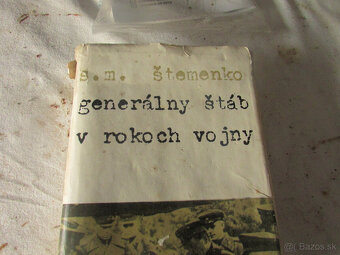 s.m. štemenko
generálny štáb
v rokoch vojny
Bazos.sk